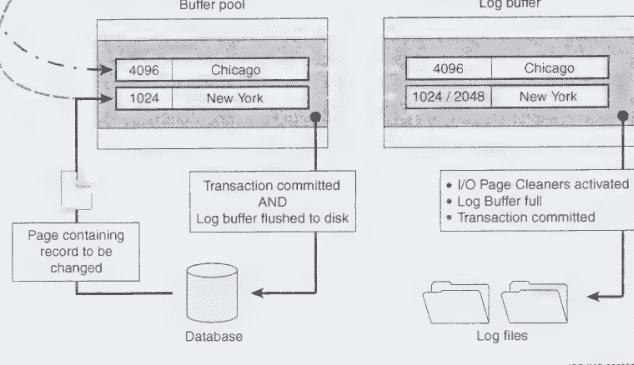 Buffer pool
Log buffer
4096 Chicago
1024 New York
4096 Chicago
1024 / 2048 New York
Transaction committed
AND
Log buffer flushed to disk
• I/O Page Cleaners activated
• Log Buffer full
• Transaction committed
Page containing
record to be
changed
Database
Log files